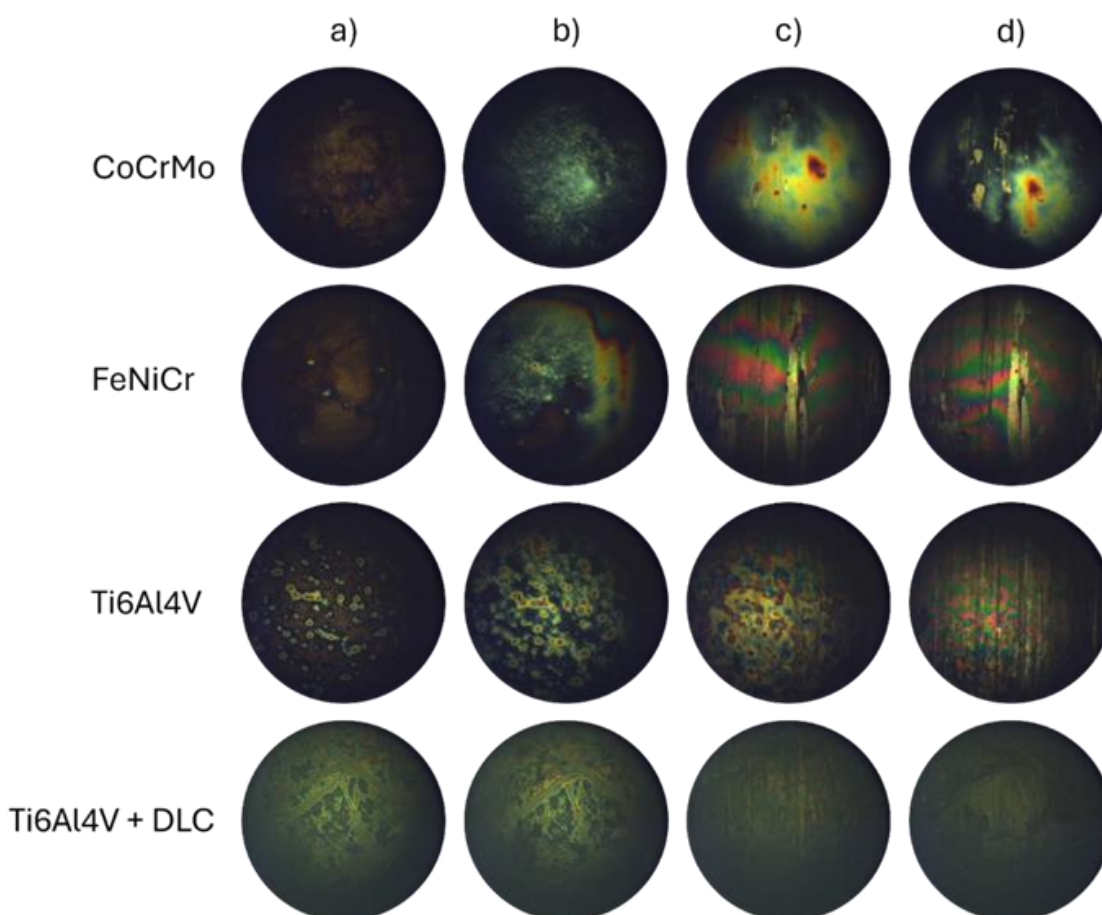 a) b) c) d)
CoCrMo
FeNiCr
Ti6Al4V
Ti6Al4V + DLC